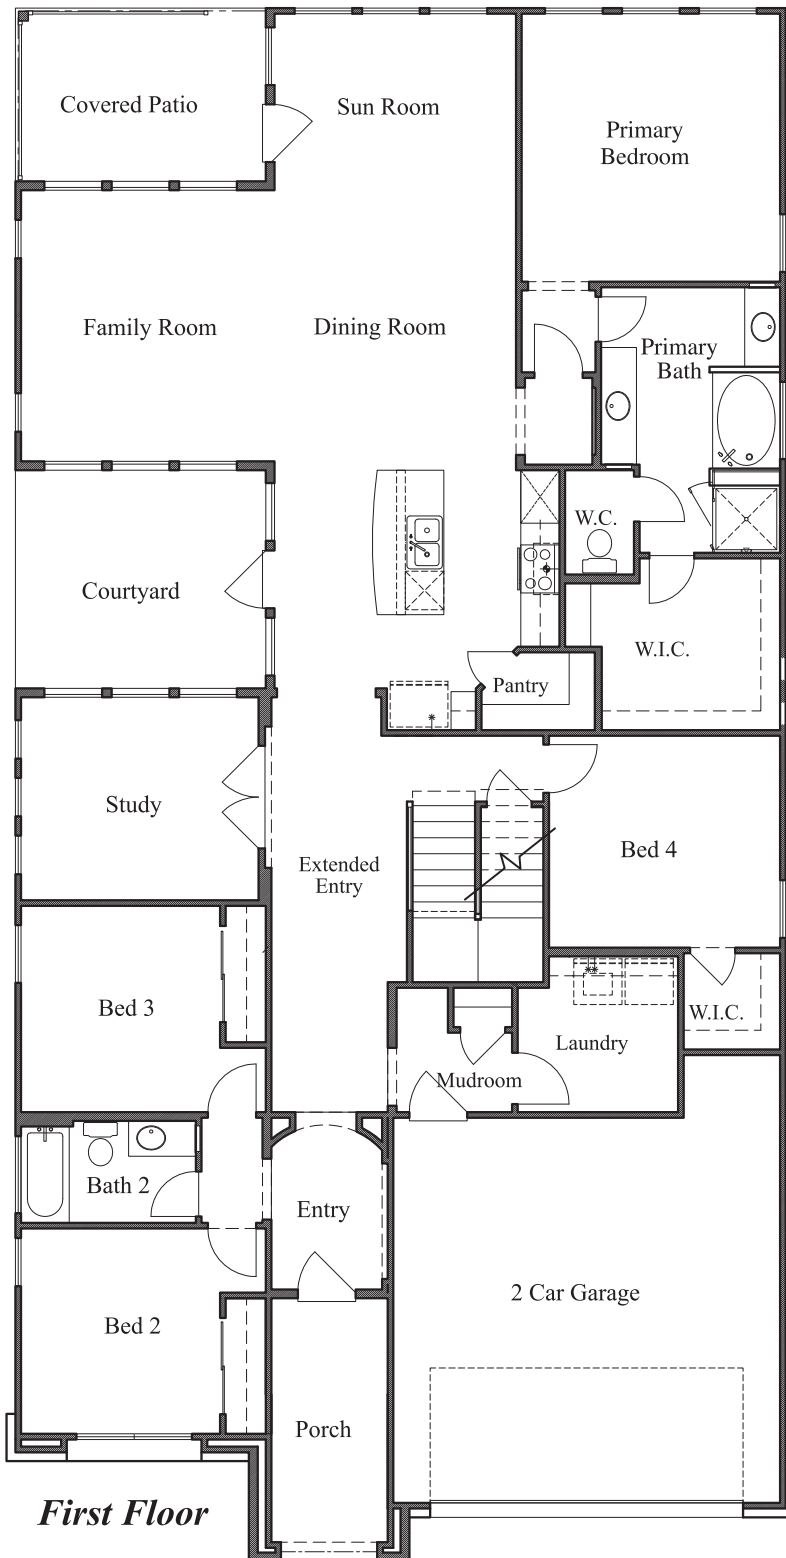 Covered Patio
Sun Room
Primary
Bedroom
Family Room
Dining Room
Primary
Bath
W.C.
Courtyard
W.I.C.
Pantry
Study
Extended
Entry
Bed 4
Bed 3
W.I.C.
Laundry
Mudroom
Bath 2
Entry
2 Car Garage
Bed 2
Porch
First Floor